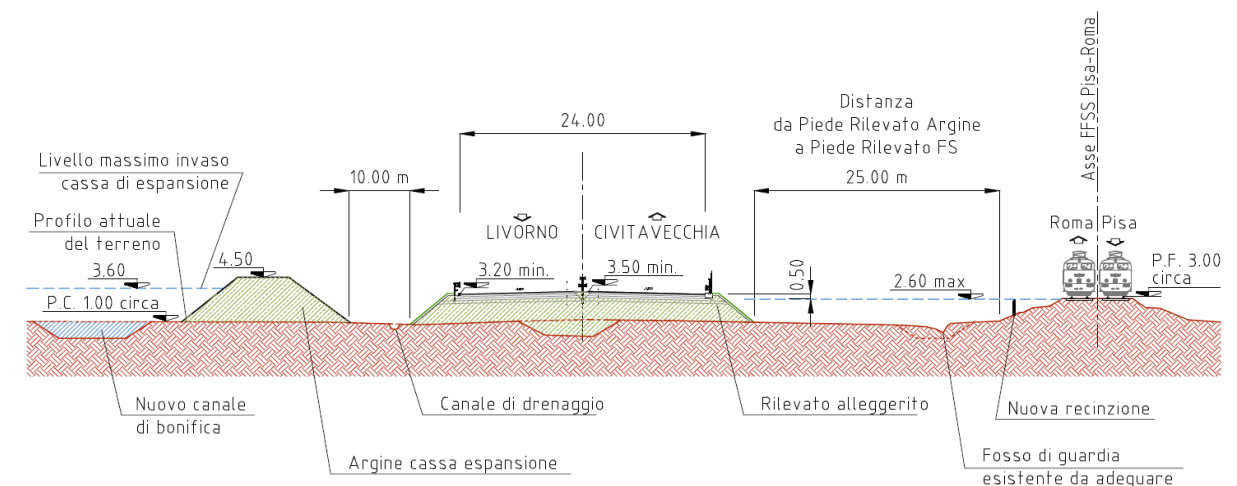 Asse FFSS Pisa-Roma
Distanza
da Piede Rilevato Argine
a Piede Rilevato FS
24.00
Livello massimo invaso
cassa di espansione
10.00 m
25.00 m
Profilo attuale
del terreno
LIVORNO
CIVITAVECCHIA
Roma
Pisa
3.60
4.50
3.20 min.
3.50 min.
0.50
2.60 max
P.F. 3.00
circa
P.C. 1.00 circa
Nuovo canale
di bonifica
Canale di drenaggio
Rilevato alleggerito
Nuova recinzione
Argine cassa espansione
Fosso di guardia
esistente da adeguare